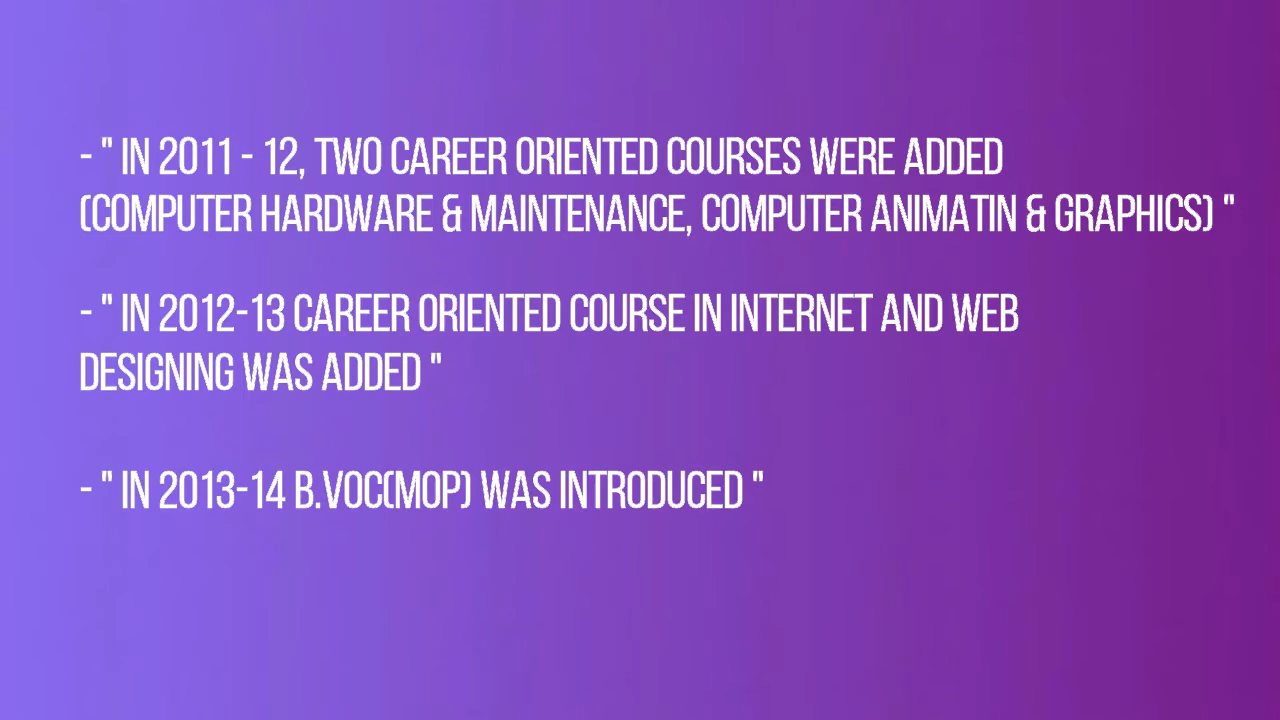 - " IN 2011 - 12, TWO CAREER ORIENTED COURSES WERE ADDED
(COMPUTER HARDWARE & MAINTENANCE, COMPUTER ANIMATIN & GRAPHICS) "
- " IN 2012-13 CAREER ORIENTED COURSE IN INTERNET AND WEB
DESIGNING WAS ADDED "
- " IN 2013-14 B.VOC(MOP) WAS INTRODUCED "